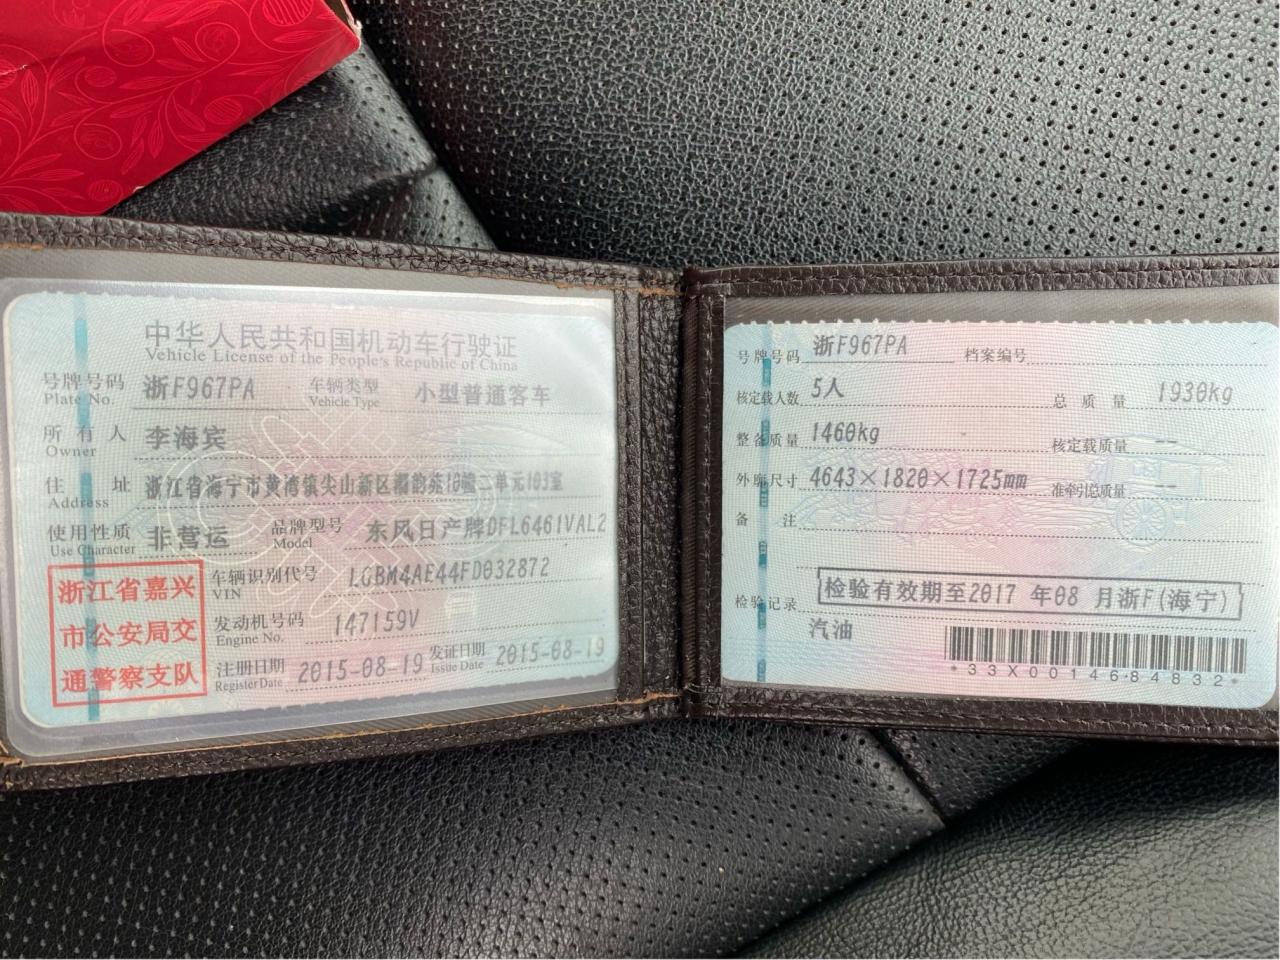 中华人民共和国机动车行驶证
Vehicle License of the People's Republic of China
号牌号码 浙F967PA 车辆类型 小型普通客车
Plate No. Vehicle Type
所有人 李海宾
Owner
住址 浙江省海宁市黄湾镇尖山新区韵苑10幢二单元103室
Address
使用性质 非营运 品牌型号 东风日产牌DFL6461VAL2
Use Character Model
车辆识别代号 LGBM4AE44FD032872
VIN
发动机号码 147159V
Engine No.
注册日期 2015-08-19 发证日期 2015-08-19
Register Date Issue Date
浙江省嘉兴
市公安局交
通警察支队
号牌号码 浙F967PA 档案编号
核定载人数 5人 总质量 1930kg
整备质量 1460kg 核定载质量 --
外廓尺寸 4643×1820×1725mm 准牵引总质量 --
备注
检验记录 检验有效期至2017 年08 月浙F(海宁)
汽油
*33X0014684832*